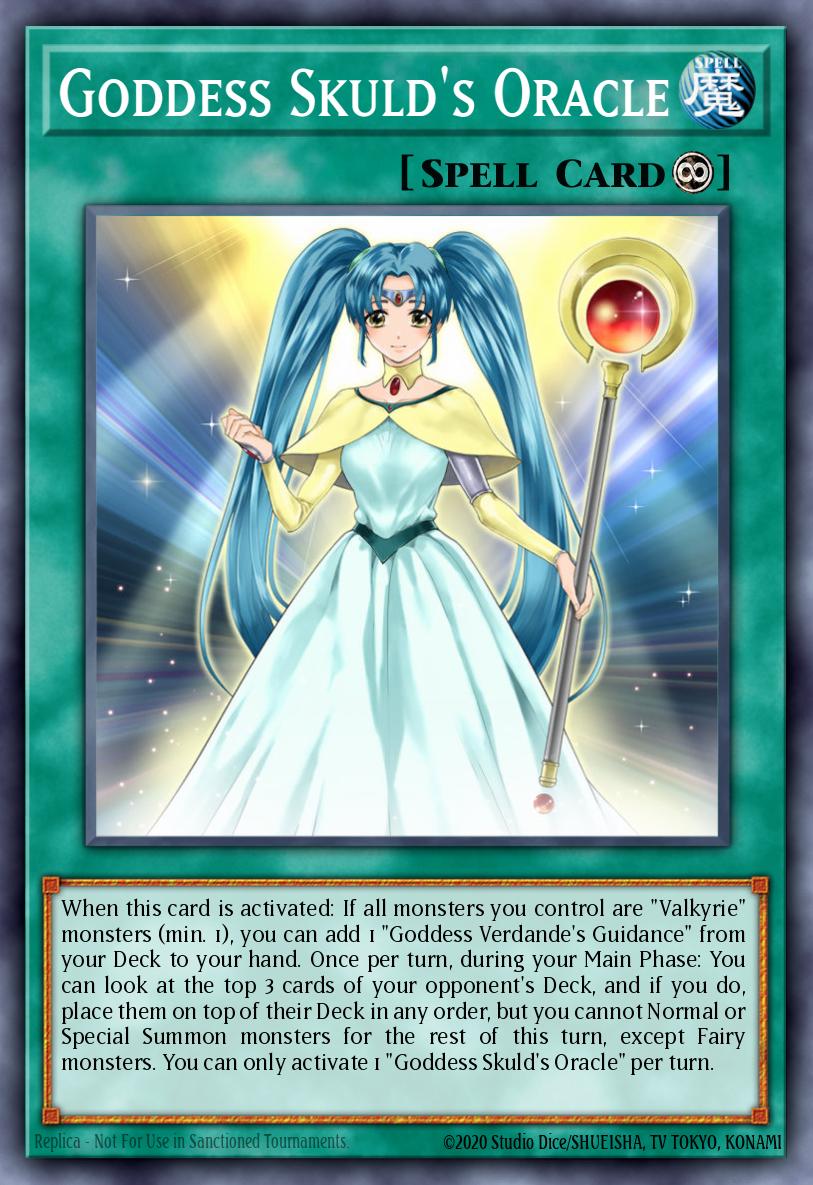 Goddess Skuld's Oracle
SPELL
魔
[Spell Card]
When this card is activated: If all monsters you control are "Valkyrie"
monsters (min. 1), you can add 1 "Goddess Verdande's Guidance" from
your Deck to your hand. Once per turn, during your Main Phase: You
can look at the top 3 cards of your opponent's Deck, and if you do,
place them on top of their Deck in any order, but you cannot Normal or
Special Summon monsters for the rest of this turn, except Fairy
monsters. You can only activate 1 "Goddess Skuld's Oracle" per turn.
Replica - Not For Use in Sanctioned Tournaments.
©2020 Studio Dice/SHUEISHA, TV TOKYO, KONAMI